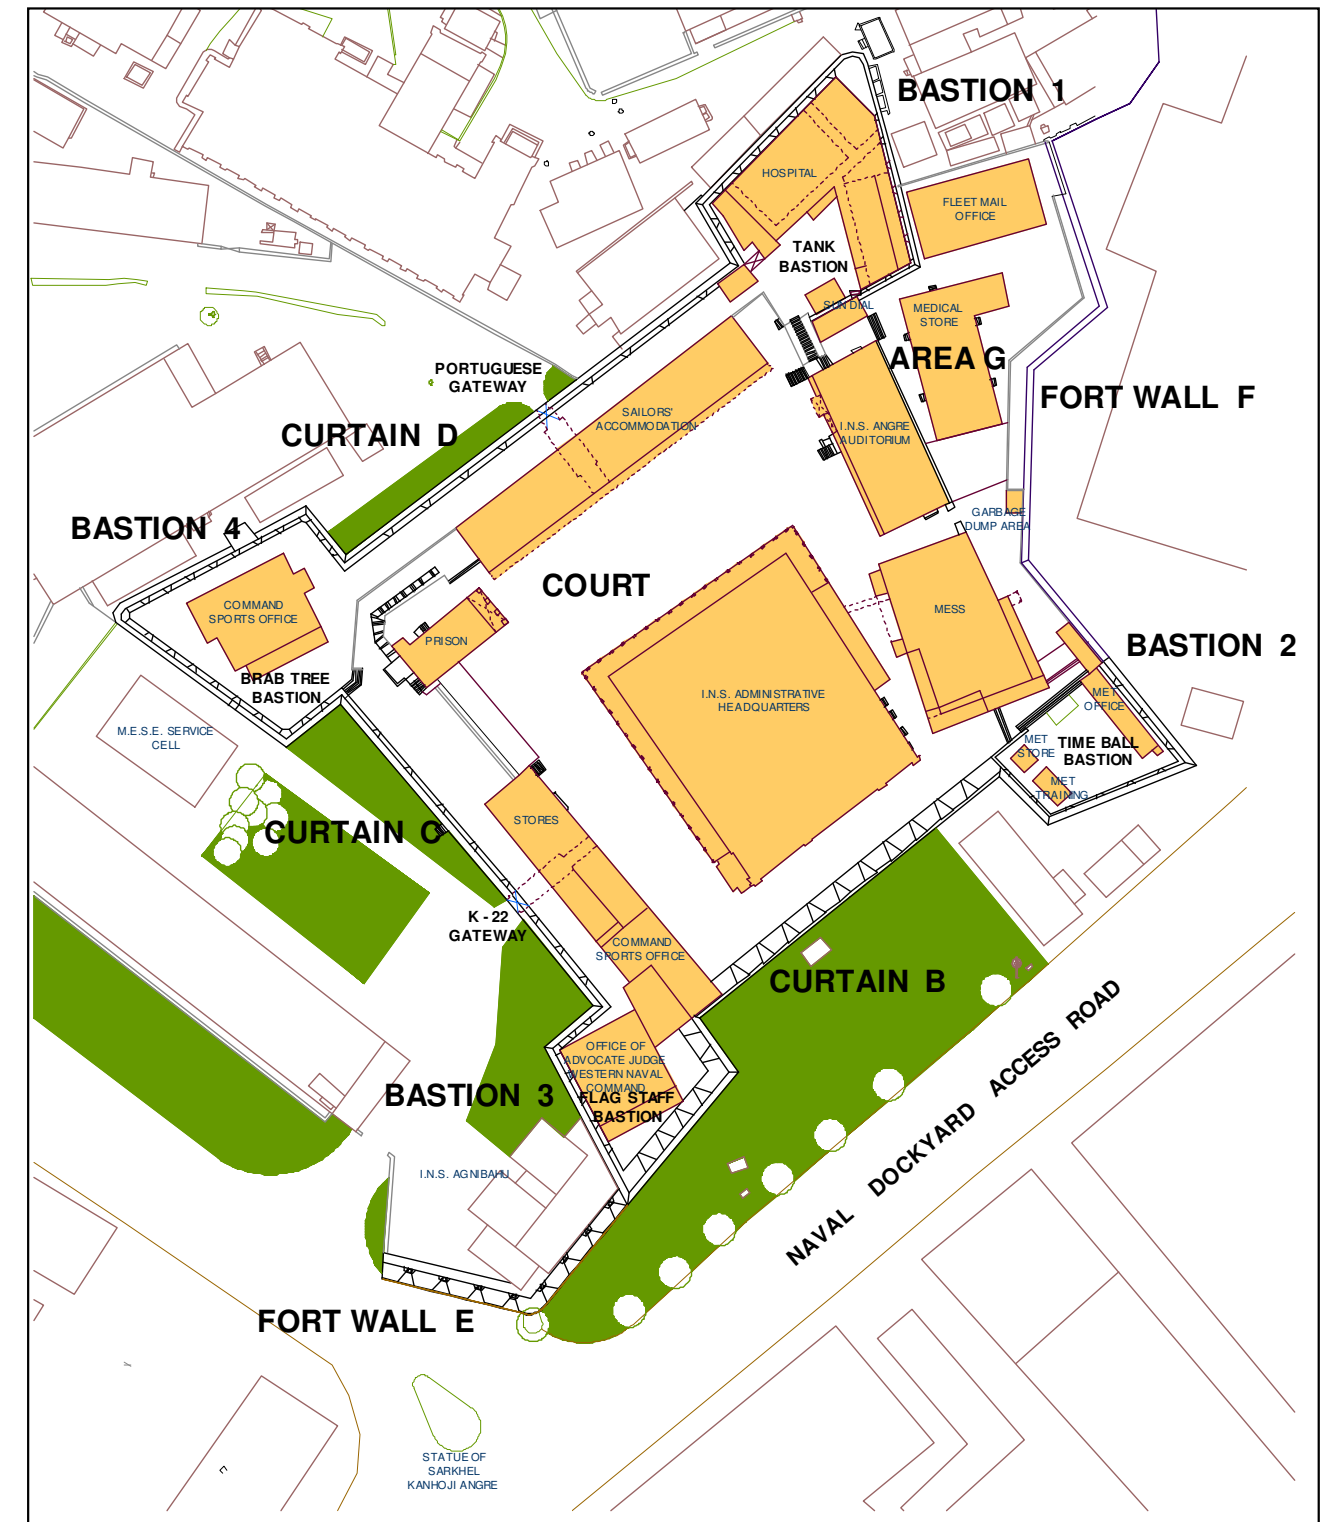 BASTION 1
HOSPITAL
FLEET MAIL
OFFICE
TANK
BASTION
SUN DIAL
MEDICAL
STORE
AREA G
PORTUGUESE
GATEWAY
FORT WALL F
SAILORS'
ACCOMMODATION
CURTAIN D
I.N.S. ANGRE
AUDITORIUM
BASTION 4
GARBAGE
DUMP AREA
COURT
COMMAND
SPORTS OFFICE
MESS
PRISON
BASTION 2
BRAB TREE
BASTION
I.N.S. ADMINISTRATIVE
HEADQUARTERS
MET
OFFICE
M.E.S.E. SERVICE
CELL
MET
STORE
TIME BALL
BASTION
MET
TRAINING
STORES
CURTAIN C
K - 22
GATEWAY
COMMAND
SPORTS OFFICE
CURTAIN B
NAVAL DOCKYARD ACCESS ROAD
OFFICE OF
ADVOCATE JUDGE
WESTERN NAVAL
COMMAND
BASTION 3
FLAG STAFF
BASTION
I.N.S. AGNIBAHU
FORT WALL E
STATUE OF
SARKHEL
KANHOJI ANGRE